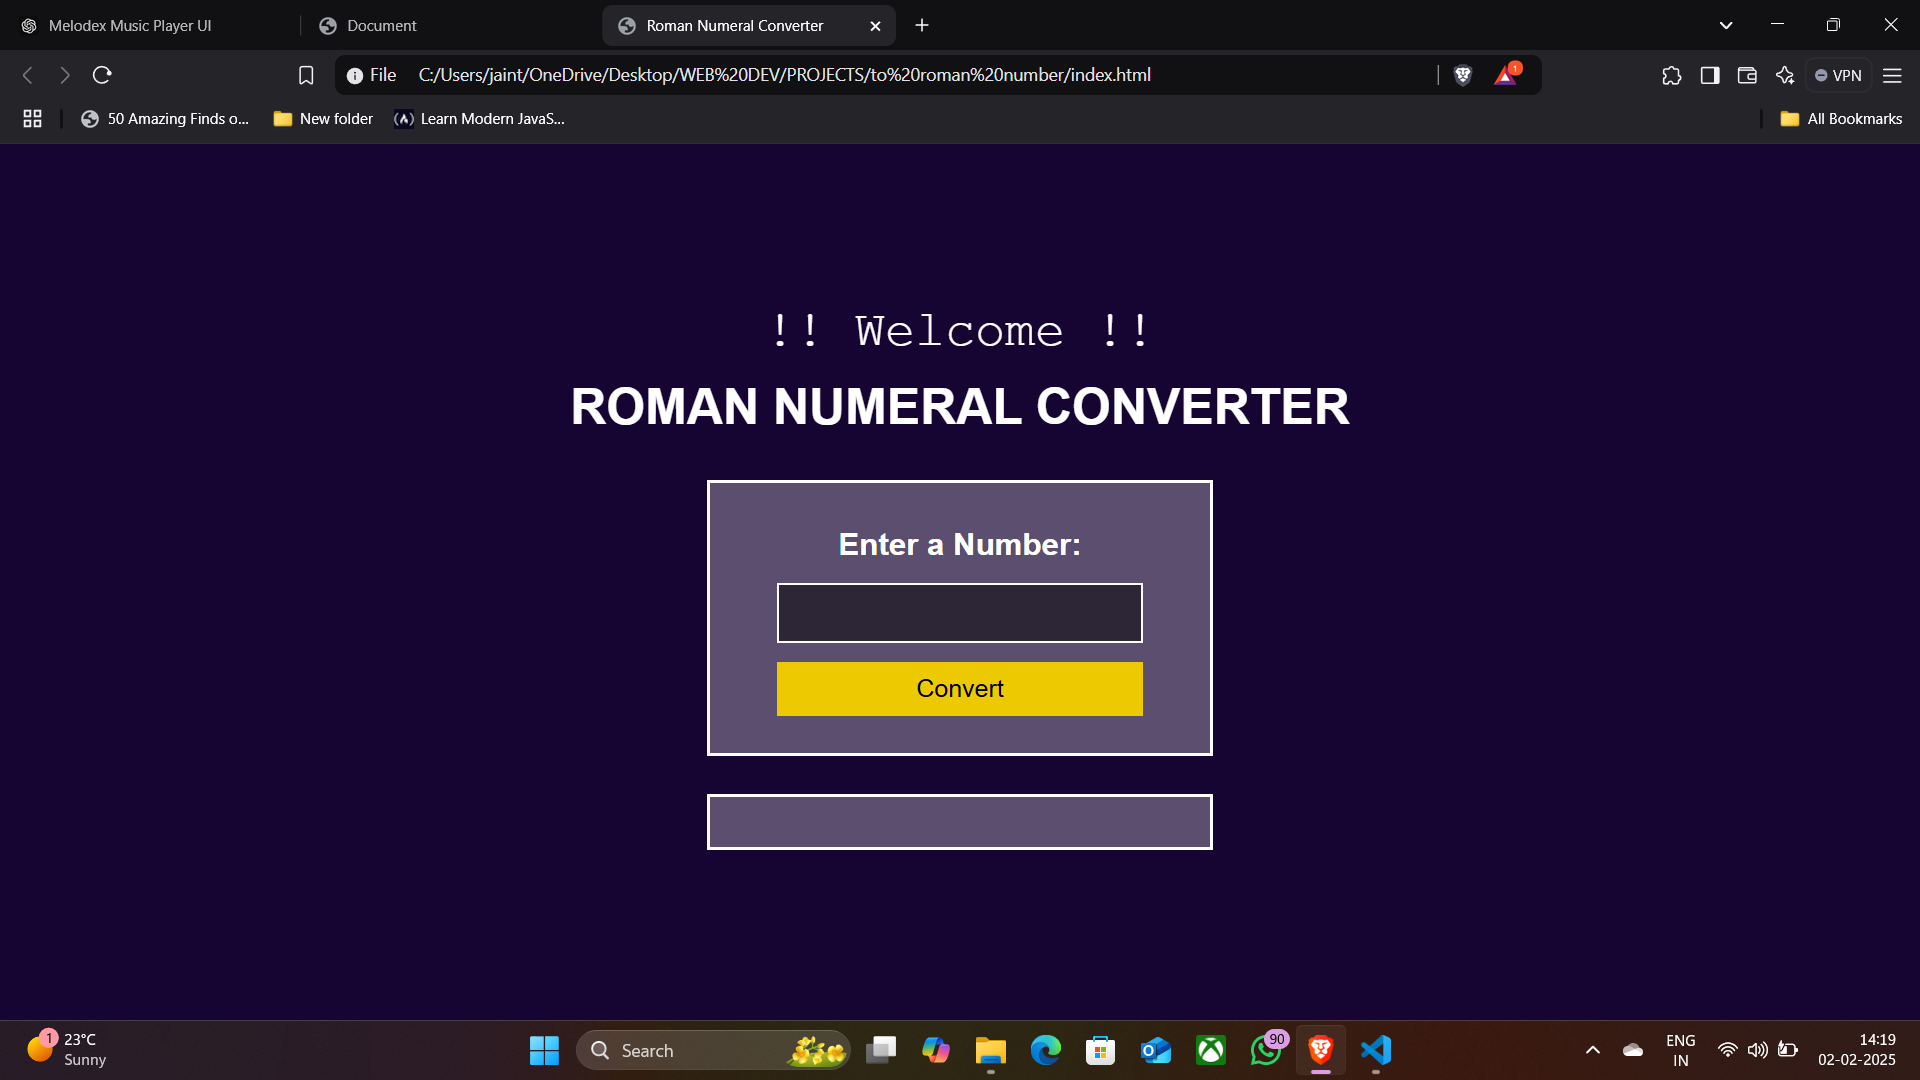 Melodex Music Player UI
Document
Roman Numeral Converter
File C:/Users/jaint/OneDrive/Desktop/WEB%20DEV/PROJECTS/to%20roman%20number/index.html
1
VPN
50 Amazing Finds o...
New folder
Learn Modern JavaS...
All Bookmarks
!! Welcome !!
ROMAN NUMERAL CONVERTER
Enter a Number:
Convert
1
23°C
Sunny
Search
90
ENG
IN
14:19
02-02-2025